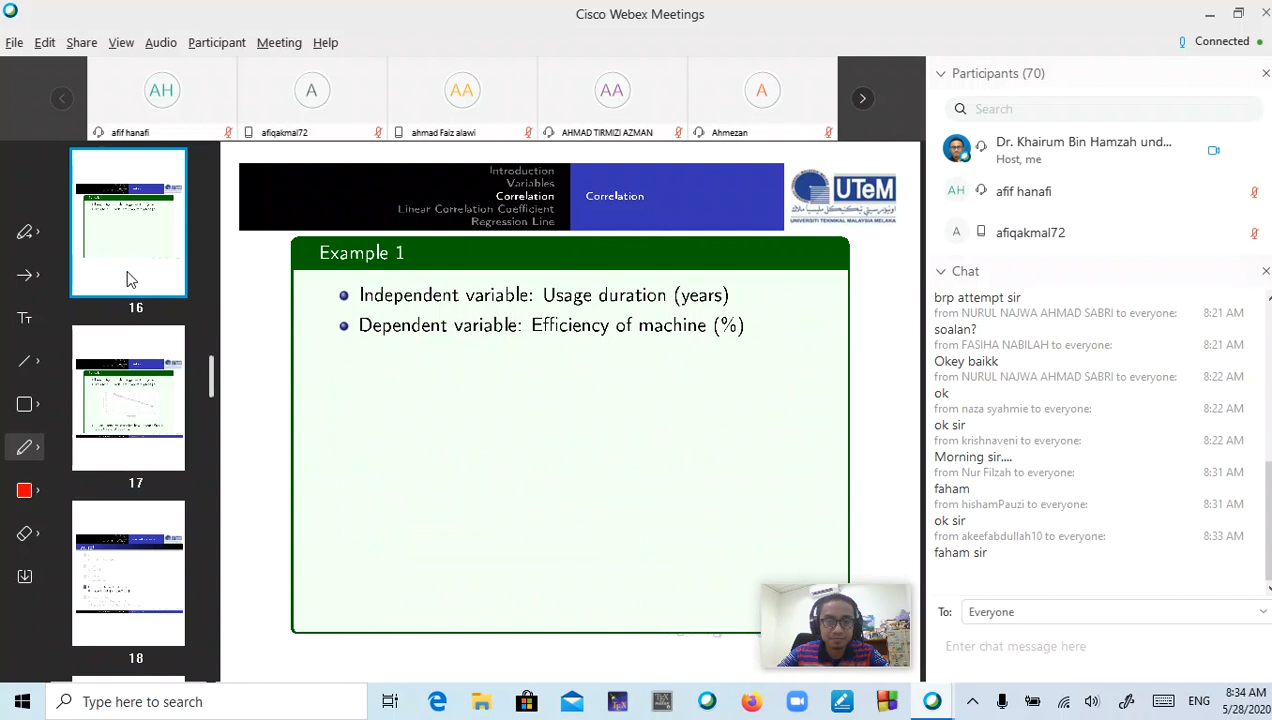 Cisco Webex Meetings
File Edit Share View Audio Participant Meeting Help
Connected
AH A AA AA A
afif hanafi afiqakmal72 ahmad Faiz alawi AHMAD TIRMIZI AZMAN Ahmezan
16
17
18
Introduction
Variables
Correlation
Linear Correlation Coefficient
Regression Line
Correlation
UTeM
اونيۏرسيتي تيكنيكل مليسيا ملاك
UNIVERSITI TEKNIKAL MALAYSIA MELAKA
Example 1
Independent variable: Usage duration (years)
Dependent variable: Efficiency of machine (%)
Participants (70)
Search
Dr. Khairum Bin Hamzah und...
Host, me
AH afif hanafi
A afiqakmal72
Chat
brp attempt sir
from NURUL NAJWA AHMAD SABRI to everyone: 8:21 AM
soalan?
from FASIHA NABILAH to everyone: 8:21 AM
Okey baikk
from NURUL NAJWA AHMAD SABRI to everyone: 8:22 AM
ok
from naza syahmie to everyone: 8:22 AM
ok sir
from krishnaveni to everyone: 8:22 AM
Morning sir....
from Nur Filzah to everyone: 8:31 AM
faham
from hishamPauzi to everyone: 8:31 AM
ok sir
from akeefabdullah10 to everyone: 8:33 AM
faham sir
To: Everyone
Enter chat message here
Type here to search
ENG
8:34 AM
5/28/2020